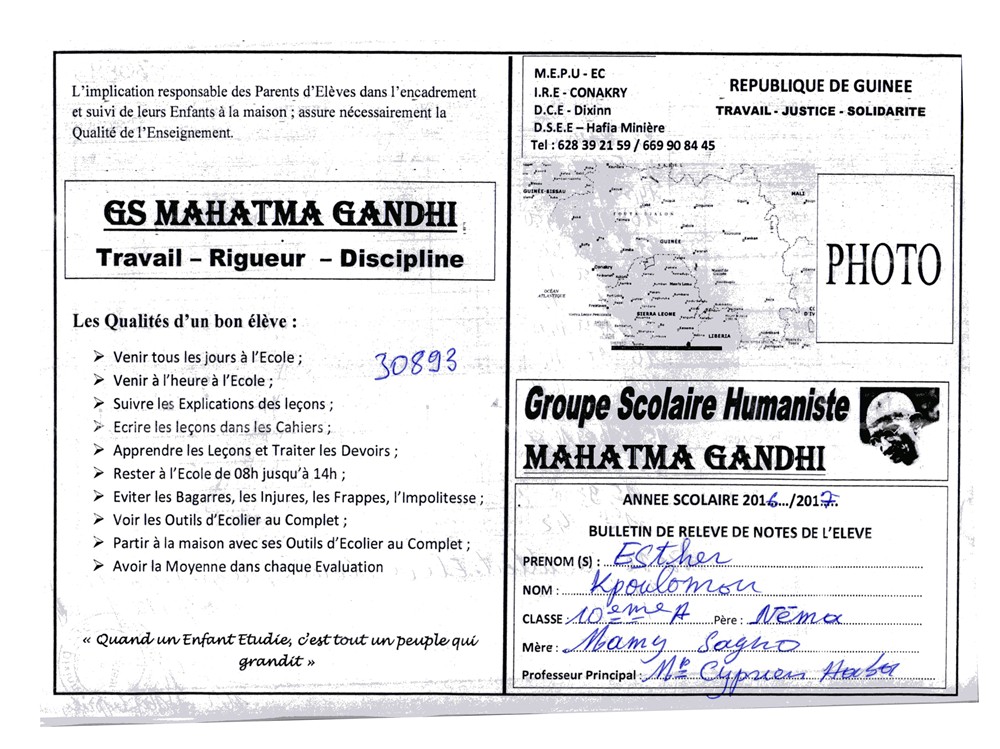 L'implication responsable des Parents d'Elèves dans l'encadrement
et suivi de leurs Enfants à la maison ; assure nécessairement la
Qualité de l'Enseignement.
GS MAHATMA GANDHI
Travail – Rigueur – Discipline
Les Qualités d'un bon élève :
➢ Venir tous les jours à l'Ecole ;
➢ Venir à l'heure à l'Ecole ;
➢ Suivre les Explications des leçons ;
➢ Ecrire les leçons dans les Cahiers ;
➢ Apprendre les Leçons et Traiter les Devoirs ;
➢ Rester à l'Ecole de 08h jusqu'à 14h ;
➢ Eviter les Bagarres, les Injures, les Frappes, l'Impolitesse ;
➢ Voir les Outils d'Ecolier au Complet ;
➢ Partir à la maison avec ses Outils d'Ecolier au Complet ;
➢ Avoir la Moyenne dans chaque Evaluation
30893
« Quand un Enfant Etudie, c'est tout un peuple qui
grandit »
M.E.P.U - EC
I.R.E - CONAKRY
D.C.E - Dixinn
D.S.E.E – Hafia Minière
Tel : 628 39 21 59 / 669 90 84 45
REPUBLIQUE DE GUINEE
TRAVAIL - JUSTICE - SOLIDARITE
GUINÉE-BISSAU
MALI
FOUTA DJALON
GUINÉE
Conakry
OCÉAN
ATLANTIQUE
SIERRA LEONE
LIBERIA
PHOTO
Groupe Scolaire Humaniste
MAHATMA GANDHI
ANNEE SCOLAIRE 2016.../2017...
BULLETIN DE RELEVE DE NOTES DE L'ELEVE
PRENOM (S) : Esther
NOM : Kpoulomou
CLASSE 10ème A Père : Néma
Mère : Mamy Sagno
Professeur Principal : Mr Cyprien Haba